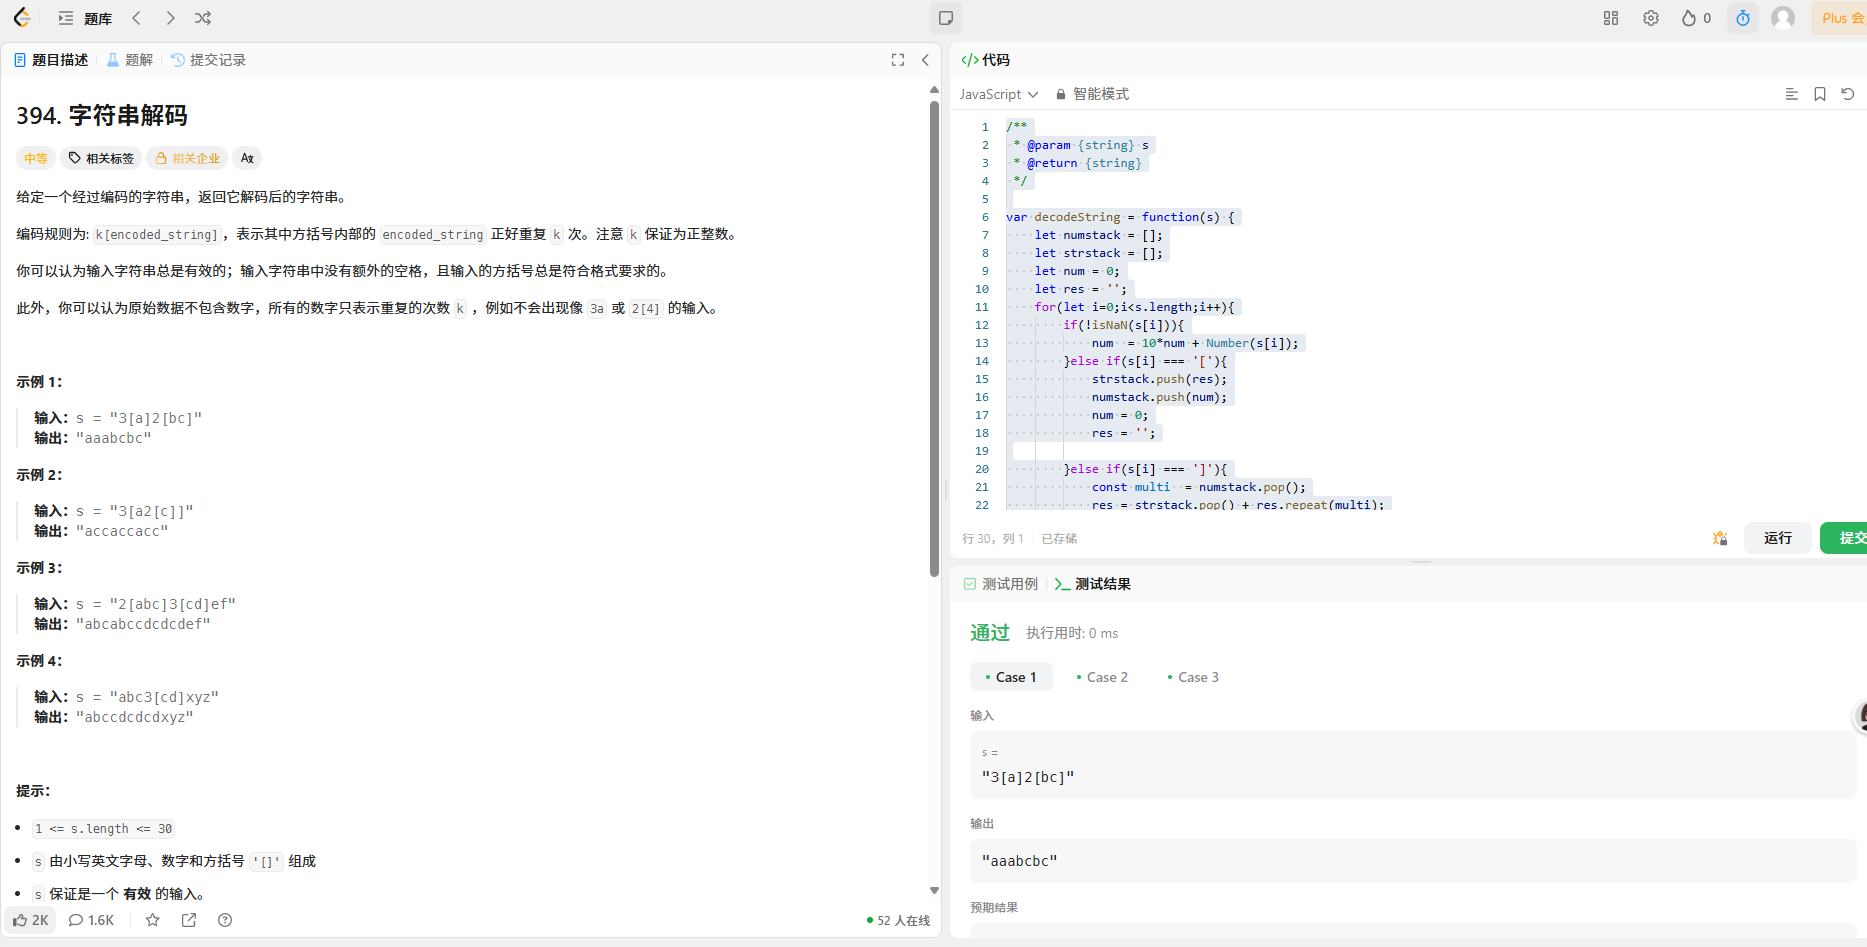 题库
0
Plus 会
题目描述
题解
提交记录
394. 字符串解码
中等
相关标签
相关企业
给定一个经过编码的字符串，返回它解码后的字符串。
编码规则为: k[encoded_string]，表示其中方括号内部的 encoded_string 正好重复 k 次。注意 k 保证为正整数。
你可以认为输入字符串总是有效的；输入字符串中没有额外的空格，且输入的方括号总是符合格式要求的。
此外，你可以认为原始数据不包含数字，所有的数字只表示重复的次数 k ，例如不会出现像 3a 或 2[4] 的输入。
示例 1：
输入：s = "3[a]2[bc]"
输出："aaabcbc"
示例 2：
输入：s = "3[a2[c]]"
输出："accaccacc"
示例 3：
输入：s = "2[abc]3[cd]ef"
输出："abcabccdcdcdef"
示例 4：
输入：s = "abc3[cd]xyz"
输出："abccdcdcdxyz"
提示：
1 <= s.length <= 30
s 由小写英文字母、数字和方括号 '[]' 组成
s 保证是一个 有效 的输入。
2K
1.6K
52 人在线
</> 代码
JavaScript
智能模式
1 /**
2  * @param {string} s
3  * @return {string}
4  */
5
6 var decodeString = function(s) {
7     let numstack = [];
8     let strstack = [];
9     let num = 0;
10     let res = '';
11     for(let i=0;i<s.length;i++){
12         if(!isNaN(s[i])){
13             num  = 10*num + Number(s[i]);
14         }else if(s[i] === '['){
15             strstack.push(res);
16             numstack.push(num);
17             num = 0;
18             res = '';
19
20         }else if(s[i] === ']'){
21             const multi  = numstack.pop();
22             res = strstack.pop() + res.repeat(multi);
行 30，列 1
已存储
运行
提交
测试用例
测试结果
通过
执行用时: 0 ms
Case 1
Case 2
Case 3
输入
s =
"3[a]2[bc]"
输出
"aaabcbc"
预期结果